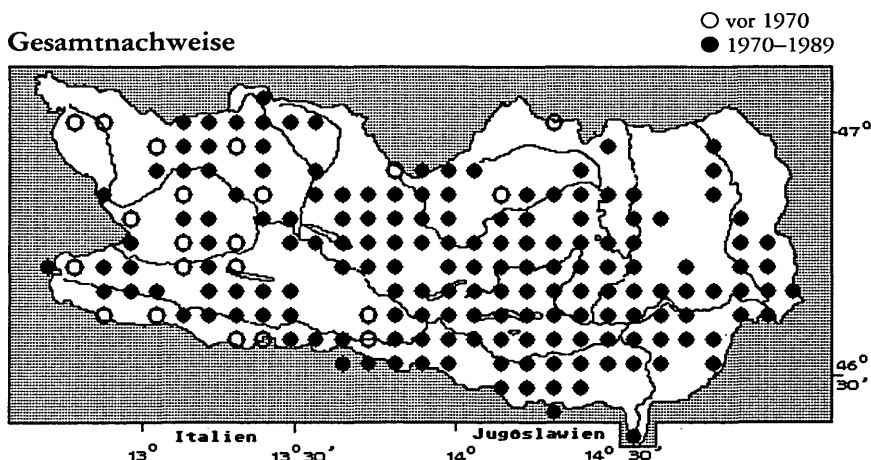 Gesamtnachweise
vor 1970
1970–1989
47°
46°
30'
Italien
Jugoslawien
13°
13°30'
14°
14°30'